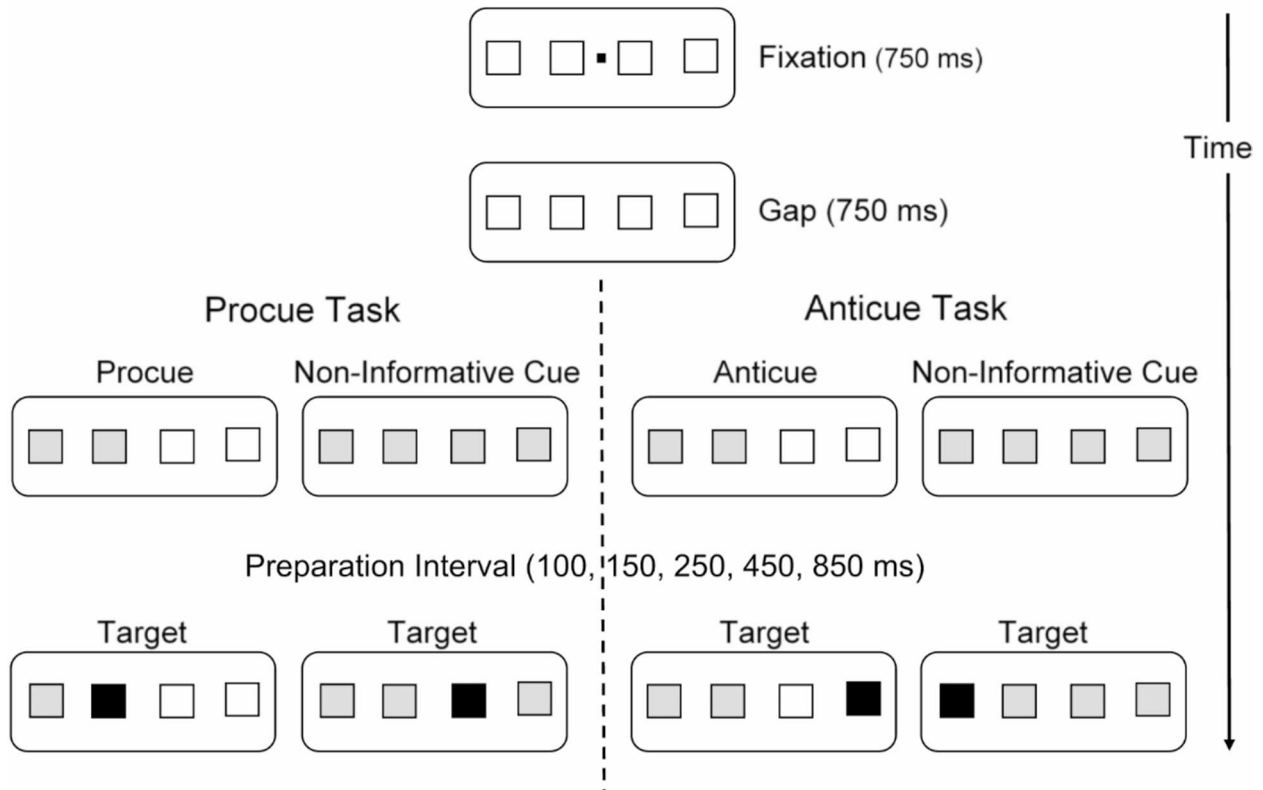 Fixation (750 ms)
Time
Gap (750 ms)
Procue Task
Anticue Task
Procue
Non-Informative Cue
Anticue
Non-Informative Cue
Preparation Interval (100, 150, 250, 450, 850 ms)
Target
Target
Target
Target